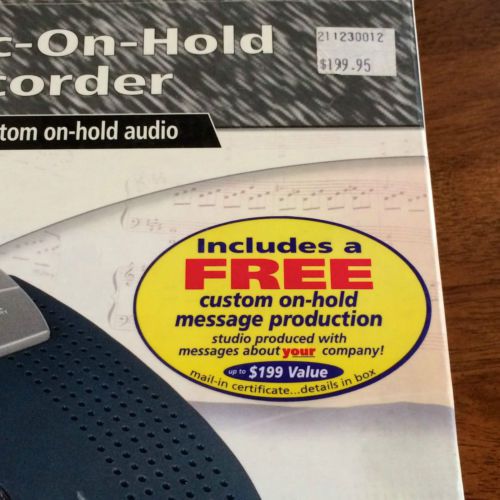 c-On-Hold
corder
tom on-hold audio
211230012
$199.95
Includes a
FREE
custom on-hold
message production
studio produced with
messages about your company!
up to $199 Value
mail-in certificate...details in box